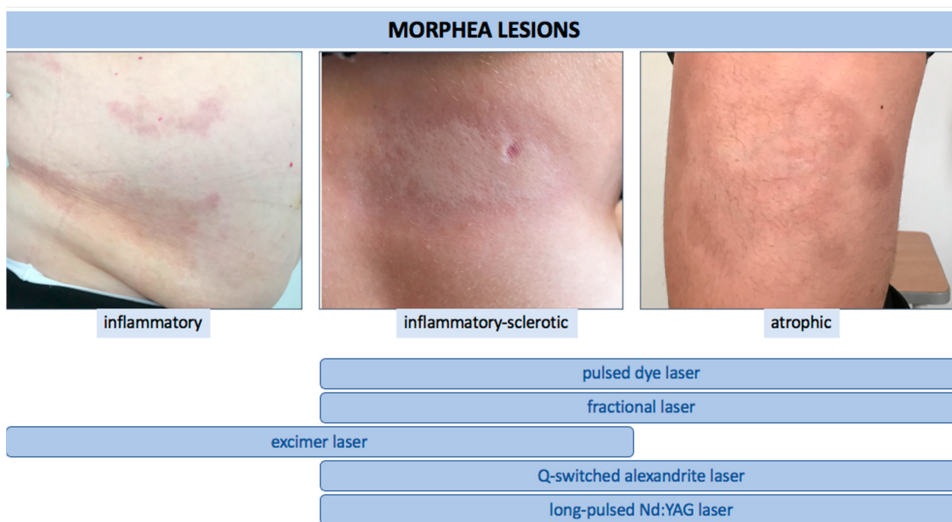 MORPHEA LESIONS
inflammatory
inflammatory-sclerotic
atrophic
pulsed dye laser
fractional laser
excimer laser
Q-switched alexandrite laser
long-pulsed Nd:YAG laser